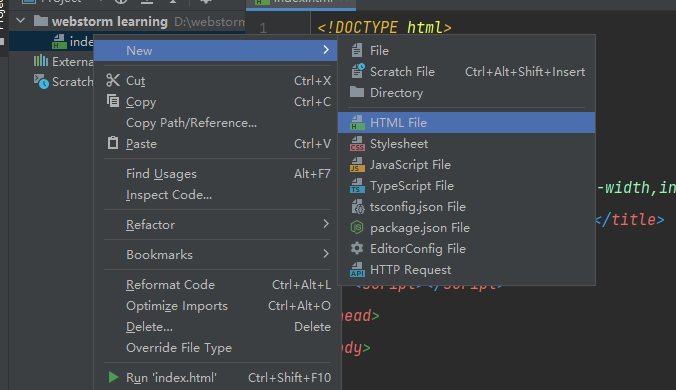 Project
index.html
webstorm learning D:\webstorm
1 <!DOCTYPE html>
inde
New
File
Externa
Scratch File Ctrl+Alt+Shift+Insert
Scratch
Cut Ctrl+X
Directory
Copy Ctrl+C
Copy Path/Reference...
HTML File
Paste Ctrl+V
Stylesheet
JavaScript File
Find Usages Alt+F7
TypeScript File
-width,in
Inspect Code...
tsconfig.json File
Refactor
package.json File
</title>
Bookmarks
EditorConfig File
HTTP Request
Reformat Code Ctrl+Alt+L
<script></script>
Optimize Imports Ctrl+Alt+O
head>
Delete... Delete
Override File Type
ody>
Run 'index.html' Ctrl+Shift+F10